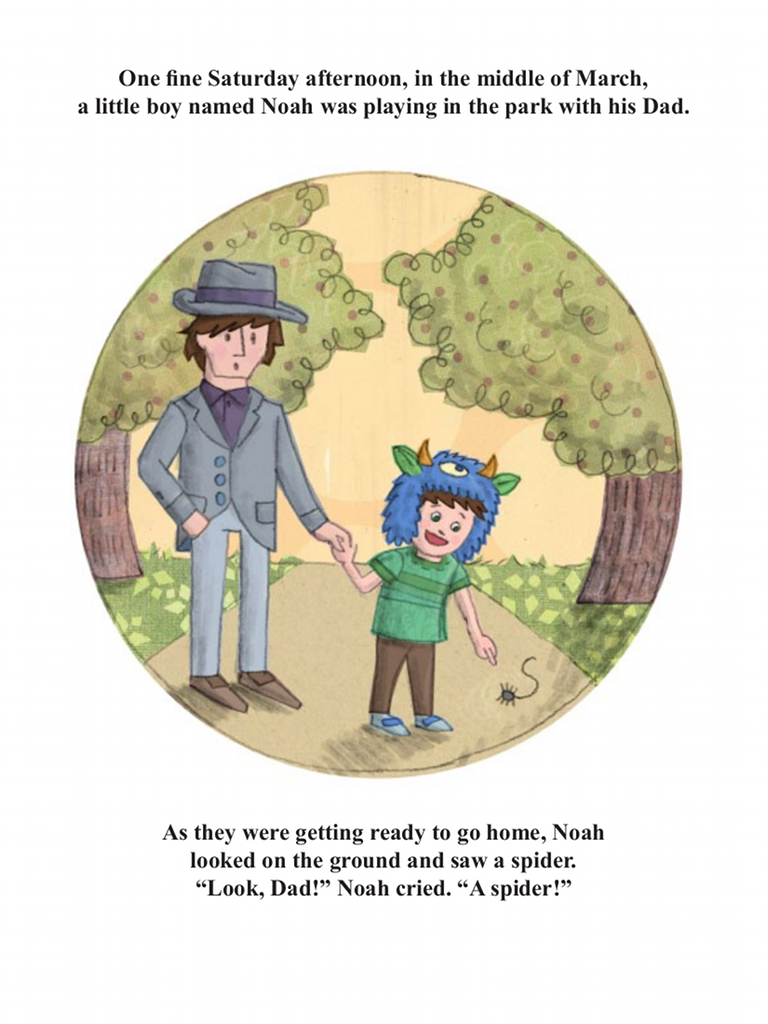 One fine Saturday afternoon, in the middle of March,
a little boy named Noah was playing in the park with his Dad.
As they were getting ready to go home, Noah
looked on the ground and saw a spider.
“Look, Dad!” Noah cried. “A spider!”